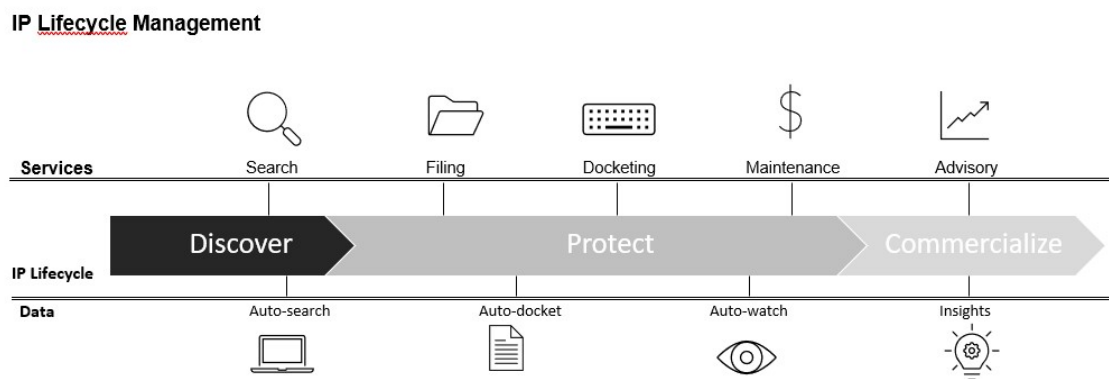 IP Lifecycle Management
Services Search Filing Docketing Maintenance Advisory
Discover Protect Commercialize
IP Lifecycle
Data Auto-search Auto-docket Auto-watch Insights